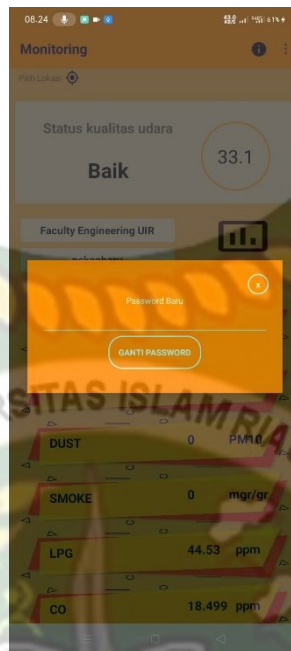 08.24
61%
Monitoring
Pilih Lokasi
Status kualitas udara
Baik
33.1
Faculty Engineering UIR
pekanbaru
x
Password Baru
GANTI PASSWORD
SITAS ISLAM RIA
DUST 0 PM10
SMOKE 0 mgr/gr
LPG 44.53 ppm
CO 18.499 ppm